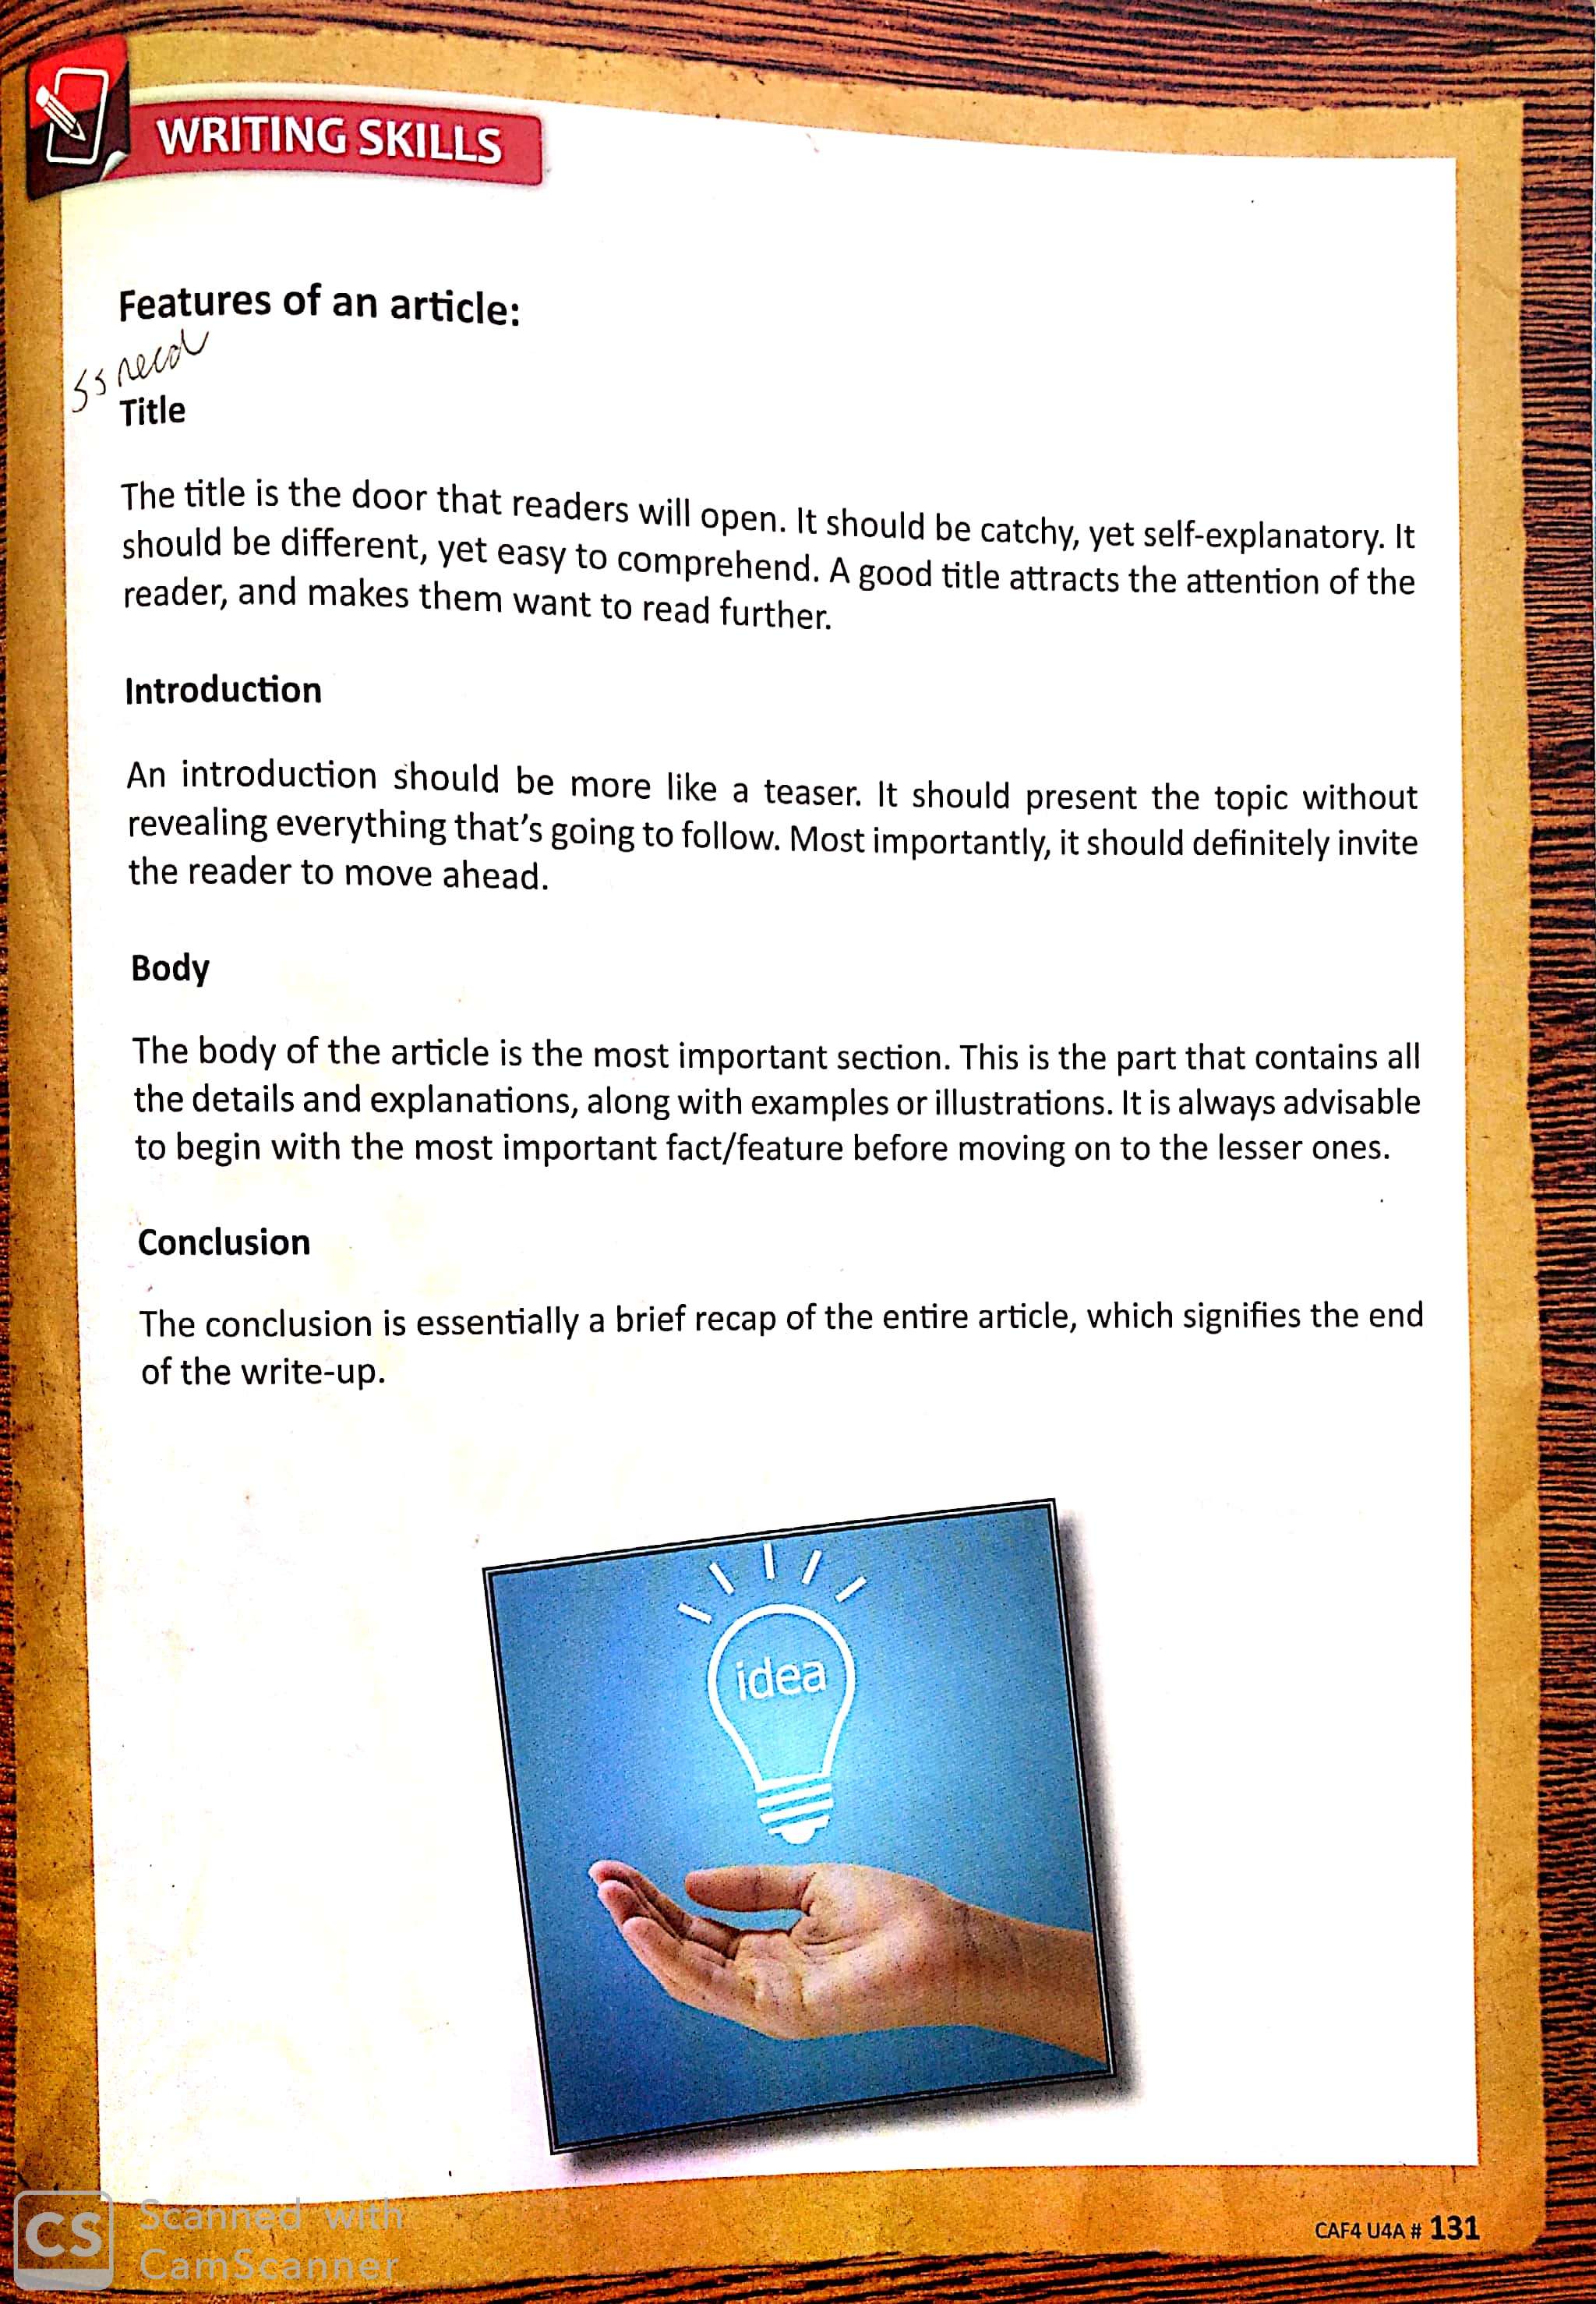 WRITING SKILLS
Features of an article:
Ss read
Title
The title is the door that readers will open. It should be catchy, yet self-explanatory. It
should be different, yet easy to comprehend. A good title attracts the attention of the
reader, and makes them want to read further.
Introduction
An introduction should be more like a teaser. It should present the topic without
revealing everything that's going to follow. Most importantly, it should definitely invite
the reader to move ahead.
Body
The body of the article is the most important section. This is the part that contains all
the details and explanations, along with examples or illustrations. It is always advisable
to begin with the most important fact/feature before moving on to the lesser ones.
Conclusion
The conclusion is essentially a brief recap of the entire article, which signifies the end
of the write-up.
idea
CS Scanned with
CamScanner
CAF4 U4A # 131